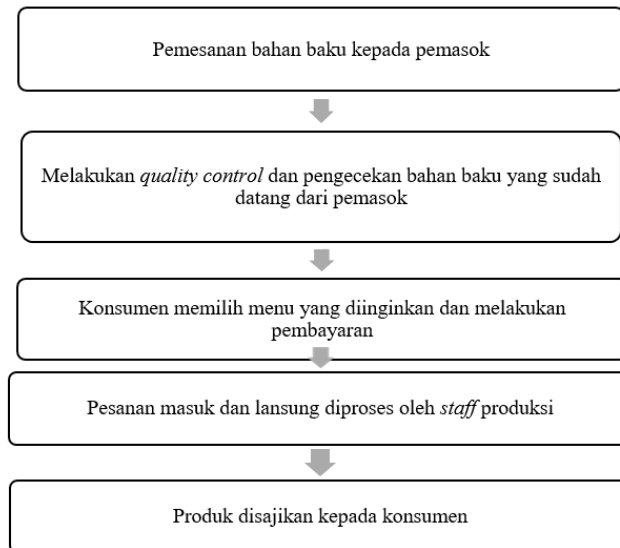 Pemesanan bahan baku kepada pemasok
Melakukan quality control dan pengecekan bahan baku yang sudah
datang dari pemasok
Konsumen memilih menu yang diinginkan dan melakukan
pembayaran
Pesanan masuk dan lansung diproses oleh staff produksi
Produk disajikan kepada konsumen